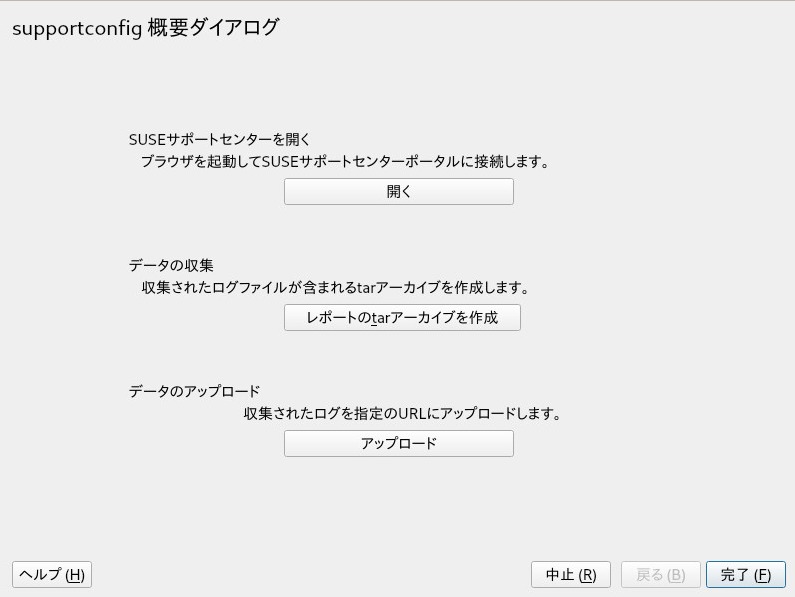 supportconfig 概要ダイアログ
SUSEサポートセンターを開く
ブラウザを起動してSUSEサポートセンターポータルに接続します。
開く
データの収集
収集されたログファイルが含まれるtarアーカイブを作成します。
レポートのtarアーカイブを作成
データのアップロード
収集されたログを指定のURLにアップロードします。
アップロード
ヘルプ (H) 中止 (R) 戻る (B) 完了 (F)